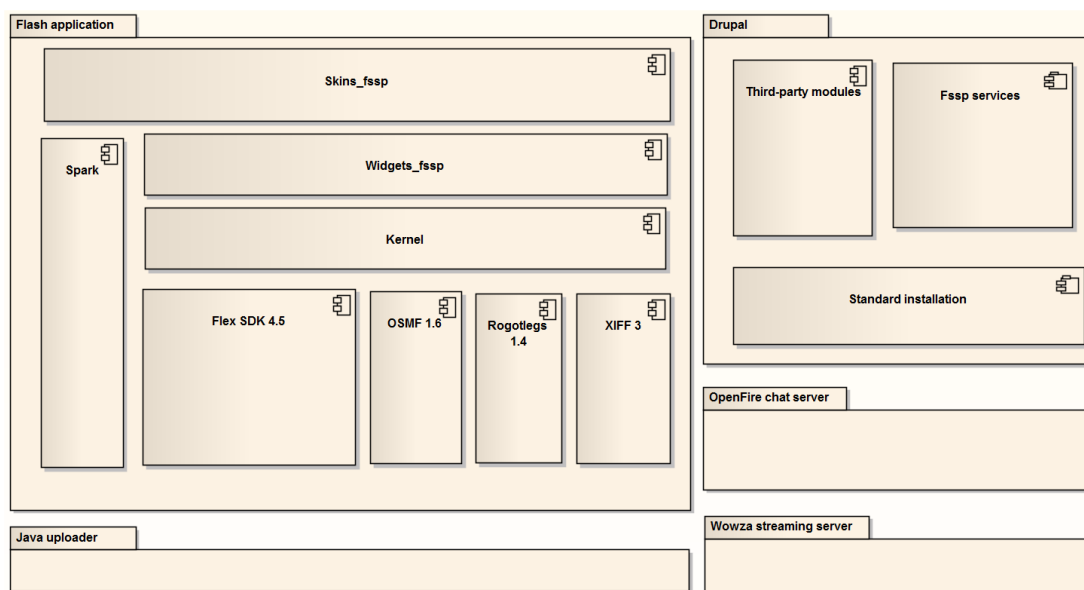 Flash application
Skins_fssp
Spark
Widgets_fssp
Kernel
Flex SDK 4.5
OSMF 1.6
Rogotlegs
1.4
XIFF 3
Java uploader
Drupal
Third-party modules
Fssp services
Standard installation
OpenFire chat server
Wowza streaming server